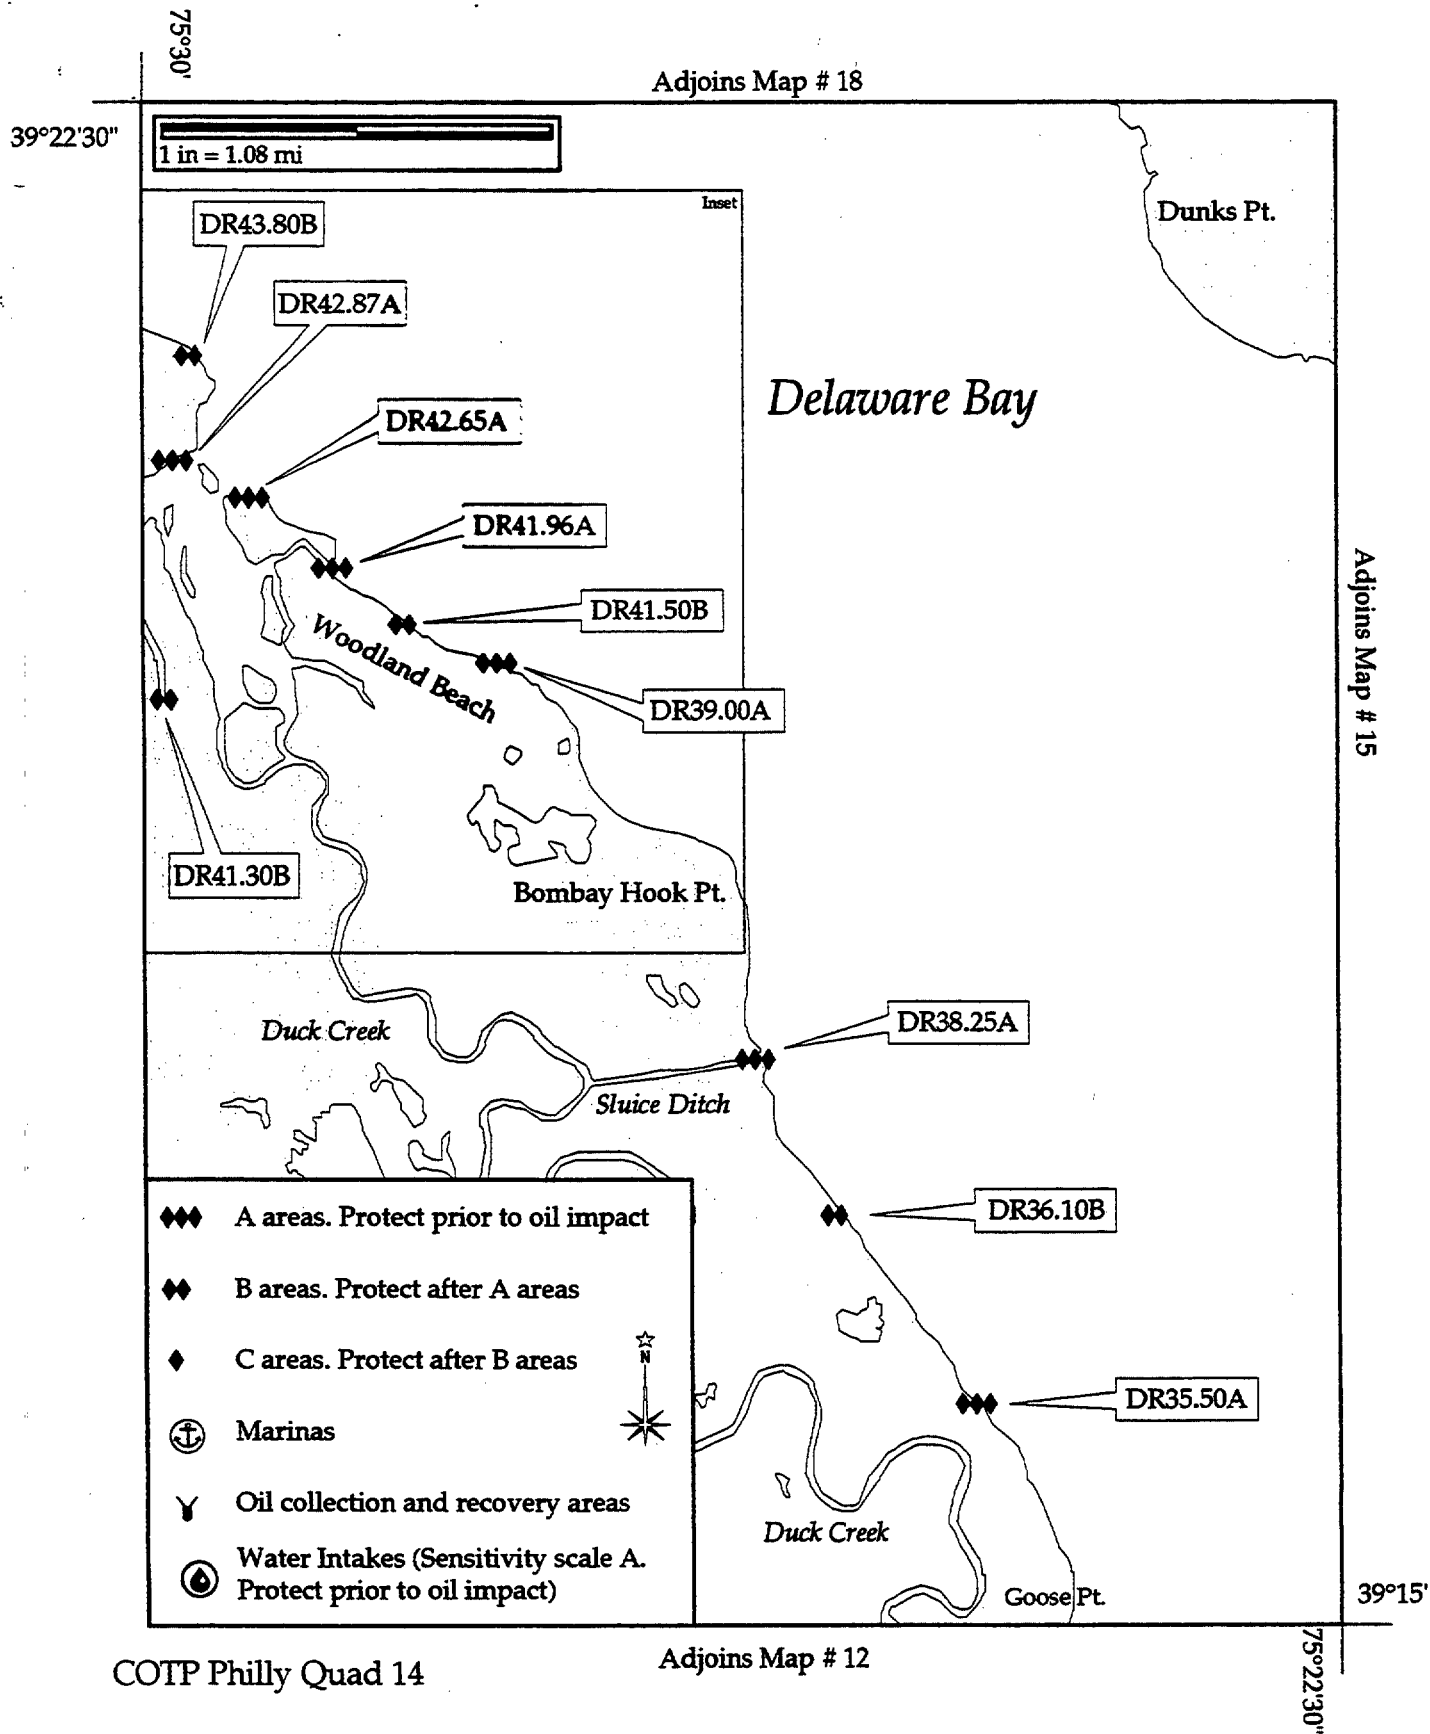 75°30'
Adjoins Map # 18
39°22'30"
1 in = 1.08 mi
Inset
Dunks Pt.
DR43.80B
DR42.87A
Delaware Bay
DR42.65A
DR41.96A
Adjoins Map # 15
DR41.50B
Woodland Beach
DR39.00A
DR41.30B
Bombay Hook Pt.
Duck Creek
DR38.25A
Sluice Ditch
DR36.10B
A areas. Protect prior to oil impact
B areas. Protect after A areas
C areas. Protect after B areas
N
DR35.50A
Marinas
Oil collection and recovery areas
Duck Creek
Water Intakes (Sensitivity scale A.
Protect prior to oil impact)
Goose Pt.
39°15'
75°22'30"
Adjoins Map # 12
COTP Philly Quad 14